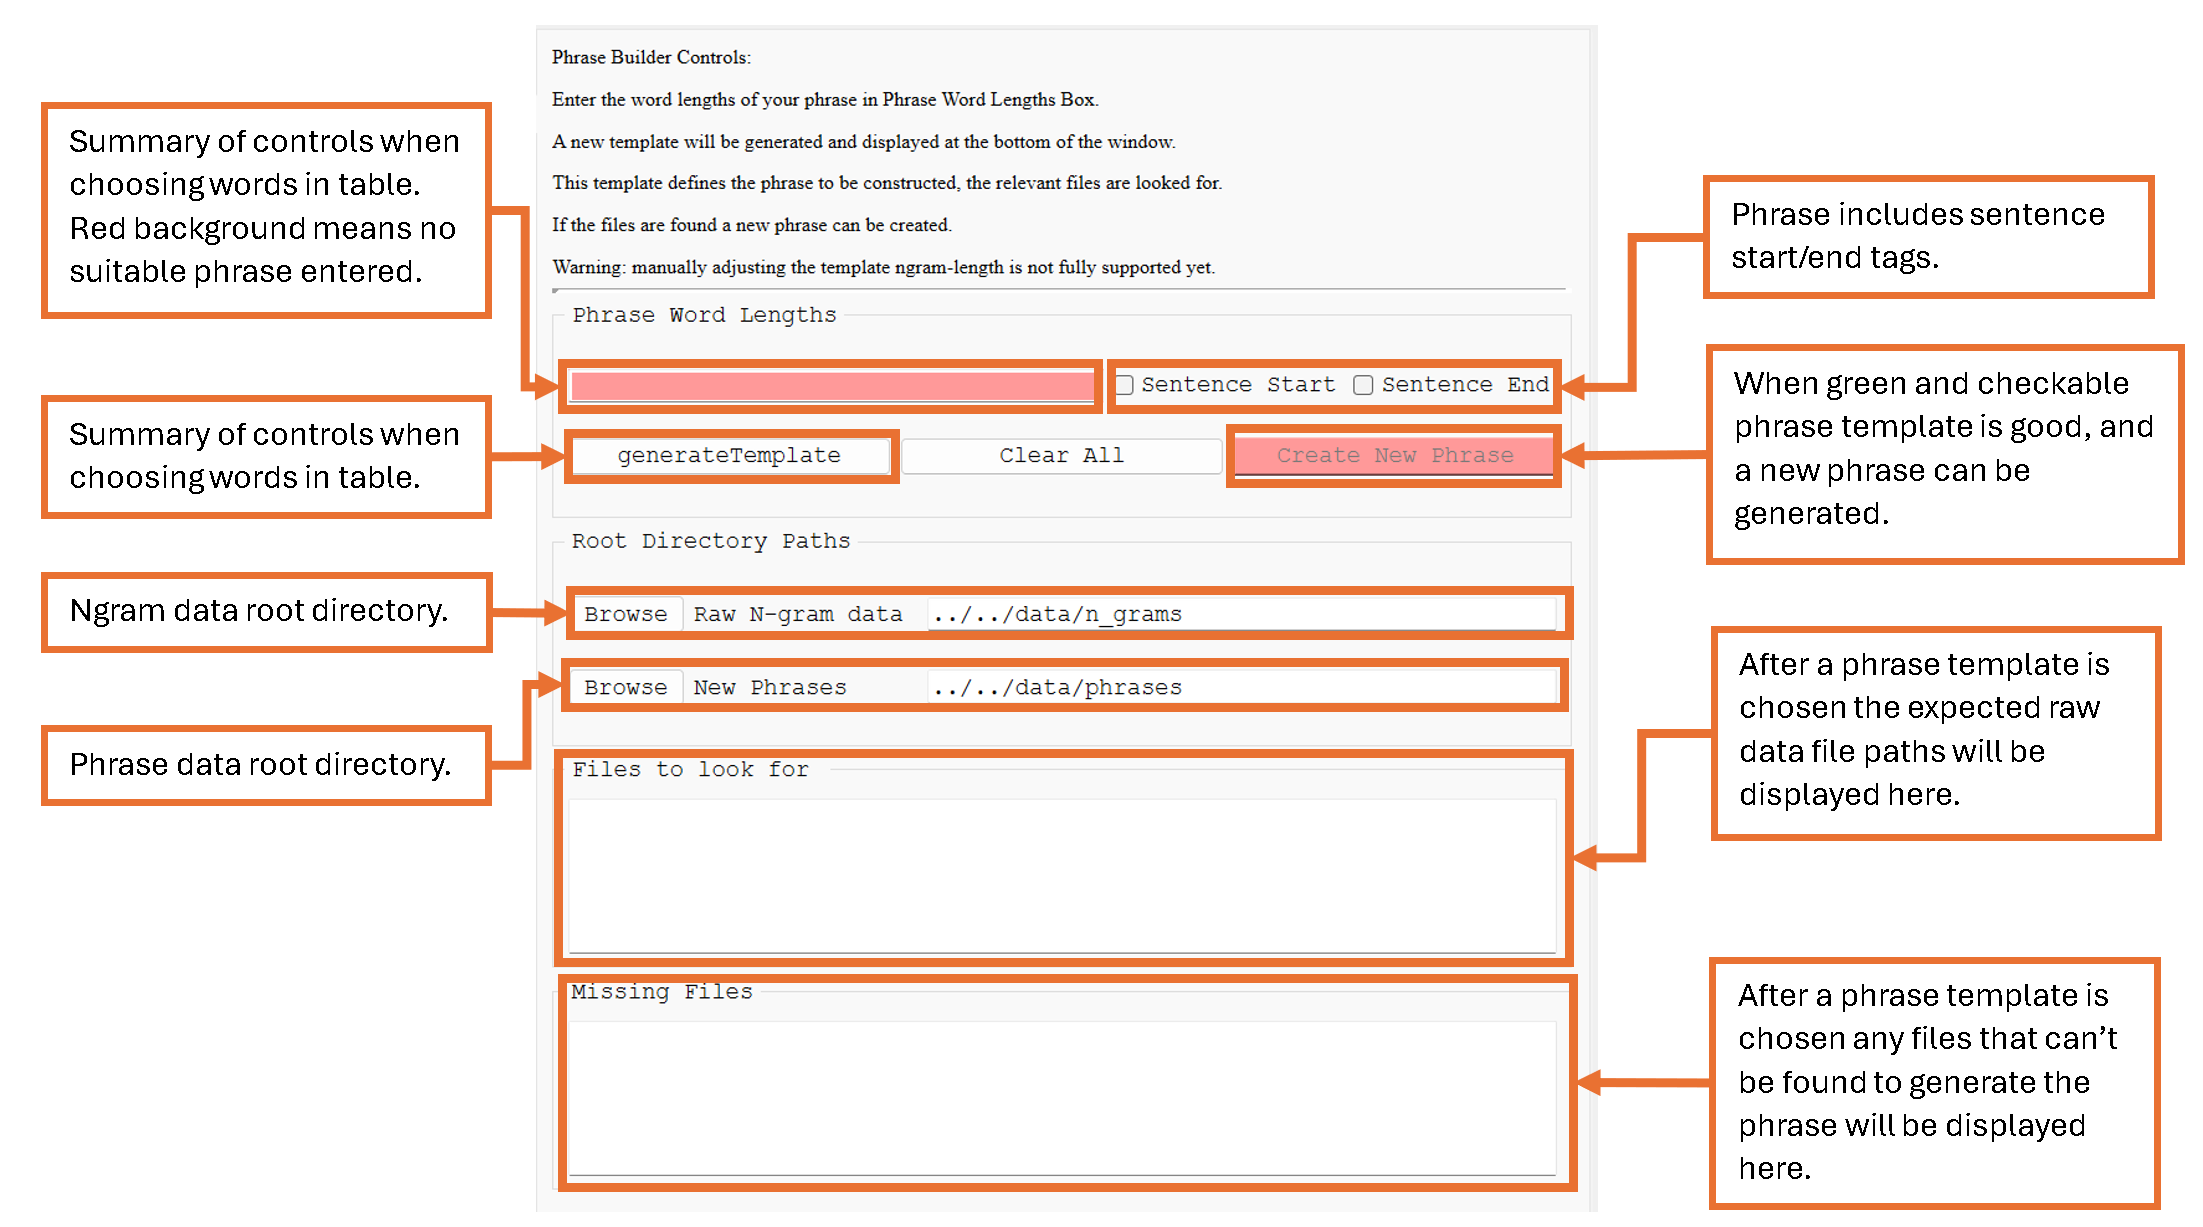 Phrase Builder Controls:
Enter the word lengths of your phrase in Phrase Word Lengths Box.
A new template will be generated and displayed at the bottom of the window.
This template defines the phrase to be constructed, the relevant files are looked for.
If the files are found a new phrase can be created.
Warning: manually adjusting the template ngram-length is not fully supported yet.
Phrase Word Lengths
Sentence Start
Sentence End
generateTemplate
Clear All
Create New Phrase
Root Directory Paths
Browse
Raw N-gram data
../../data/n_grams
Browse
New Phrases
../../data/phrases
Files to look for
Missing Files
Summary of controls when
choosing words in table.
Red background means no
suitable phrase entered.
Summary of controls when
choosing words in table.
Ngram data root directory.
Phrase data root directory.
Phrase includes sentence
start/end tags.
When green and checkable
phrase template is good, and
a new phrase can be
generated.
After a phrase template is
chosen the expected raw
data file paths will be
displayed here.
After a phrase template is
chosen any files that can’t
be found to generate the
phrase will be displayed
here.